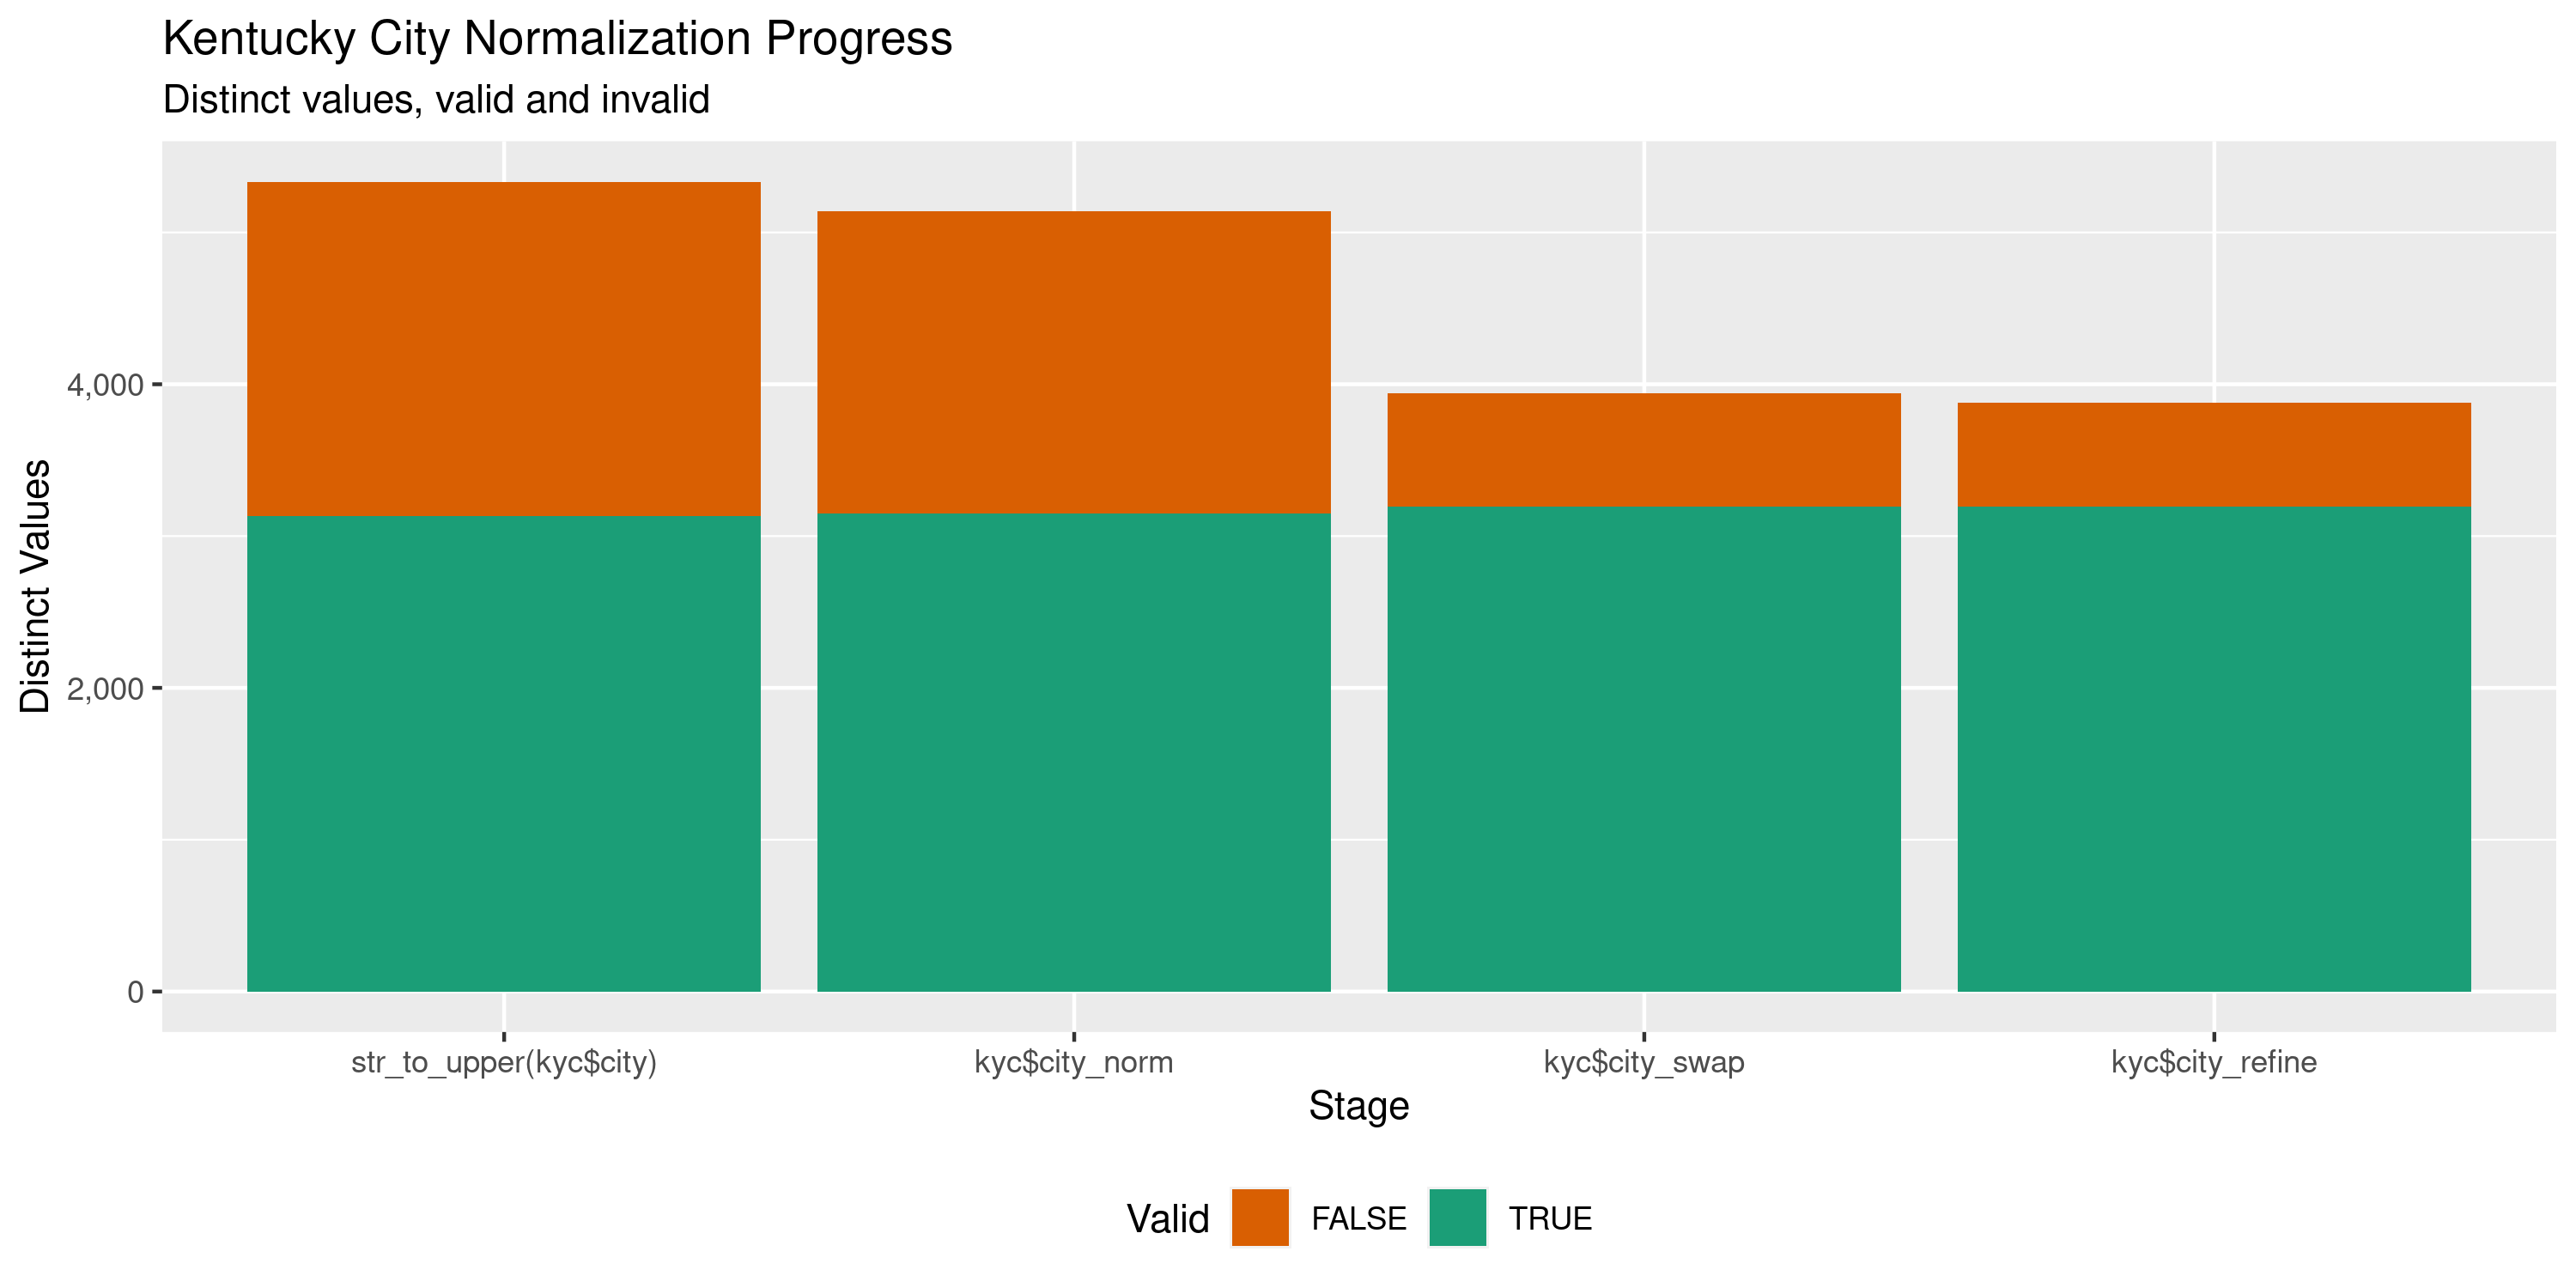 Kentucky City Normalization Progress
Distinct values, valid and invalid
Distinct Values
4,000
2,000
0
str_to_upper(kyc$city)
kyc$city_norm
kyc$city_swap
kyc$city_refine
Stage
Valid
FALSE
TRUE